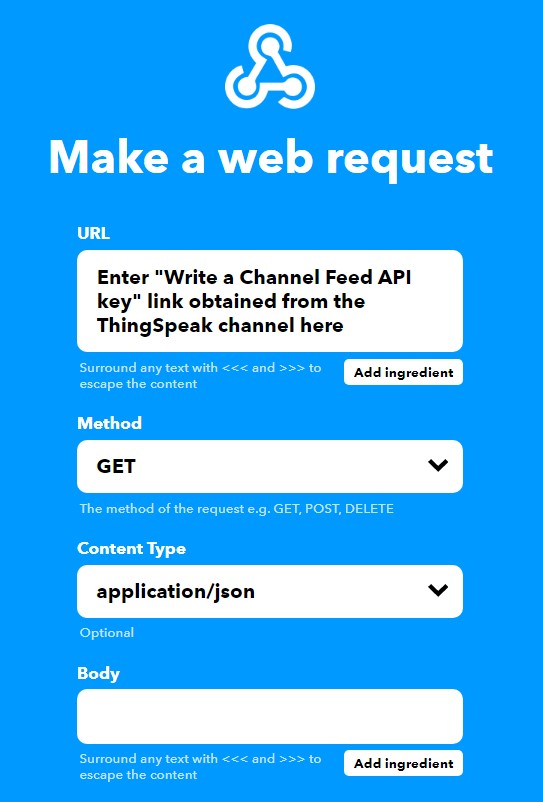 Make a web request
URL
Enter "Write a Channel Feed API
key" link obtained from the
ThingSpeak channel here
Surround any text with <<< and >>> to
escape the content
Add ingredient
Method
GET
The method of the request e.g. GET, POST, DELETE
Content Type
application/json
Optional
Body
Surround any text with <<< and >>> to
escape the content
Add ingredient